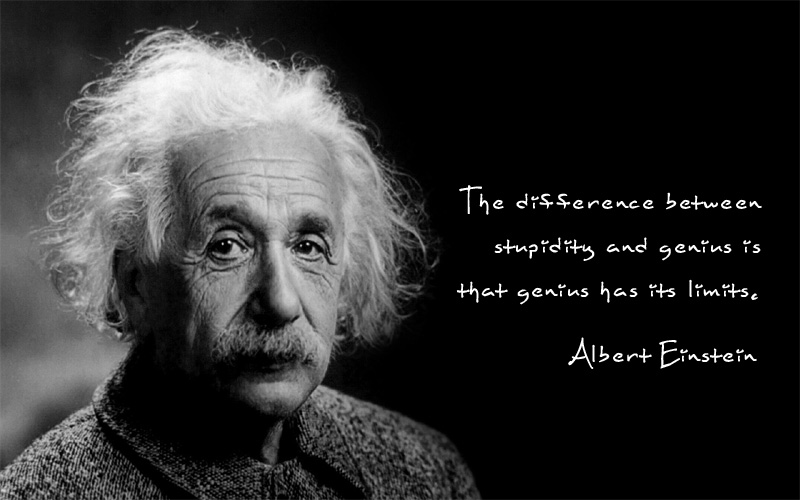 The difference between
stupidity and genius is
that genius has its limits.
Albert Einstein